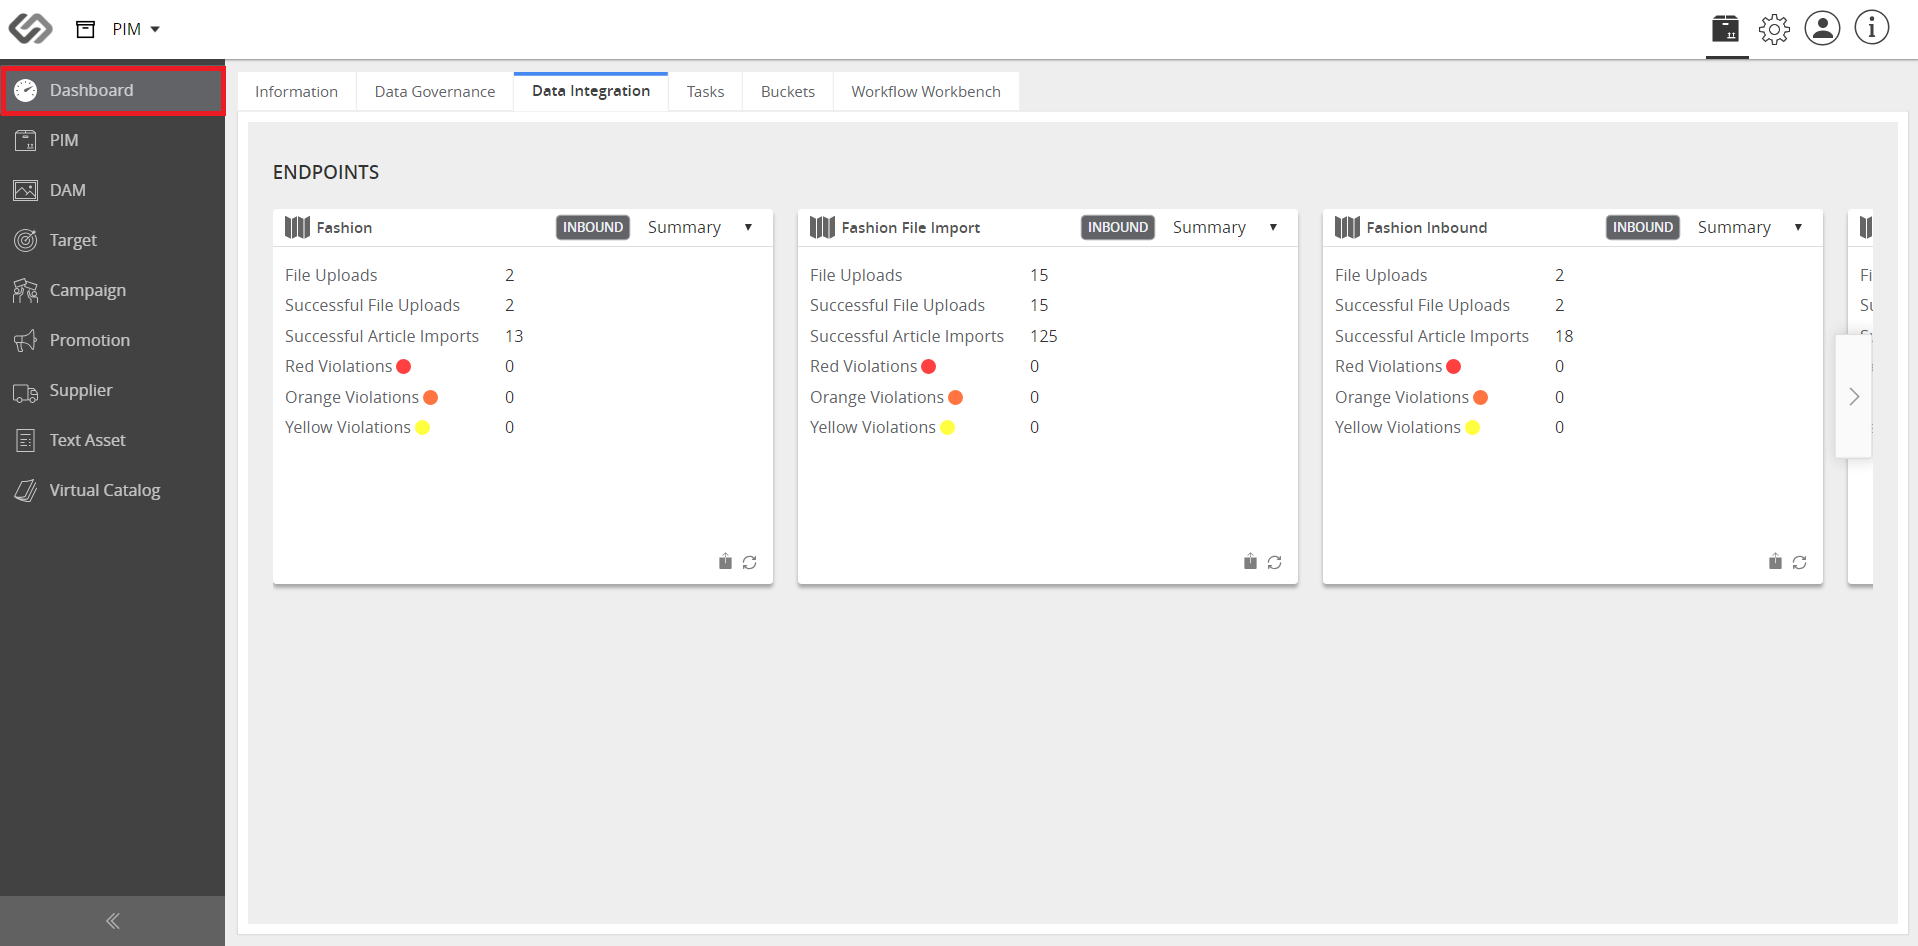 PIM
Dashboard
PIM
DAM
Target
Campaign
Promotion
Supplier
Text Asset
Virtual Catalog
Information
Data Governance
Data Integration
Tasks
Buckets
Workflow Workbench
ENDPOINTS
Fashion INBOUND Summary
File Uploads 2
Successful File Uploads 2
Successful Article Imports 13
Red Violations 0
Orange Violations 0
Yellow Violations 0
Fashion File Import INBOUND Summary
File Uploads 15
Successful File Uploads 15
Successful Article Imports 125
Red Violations 0
Orange Violations 0
Yellow Violations 0
Fashion Inbound INBOUND Summary
File Uploads 2
Successful File Uploads 2
Successful Article Imports 18
Red Violations 0
Orange Violations 0
Yellow Violations 0